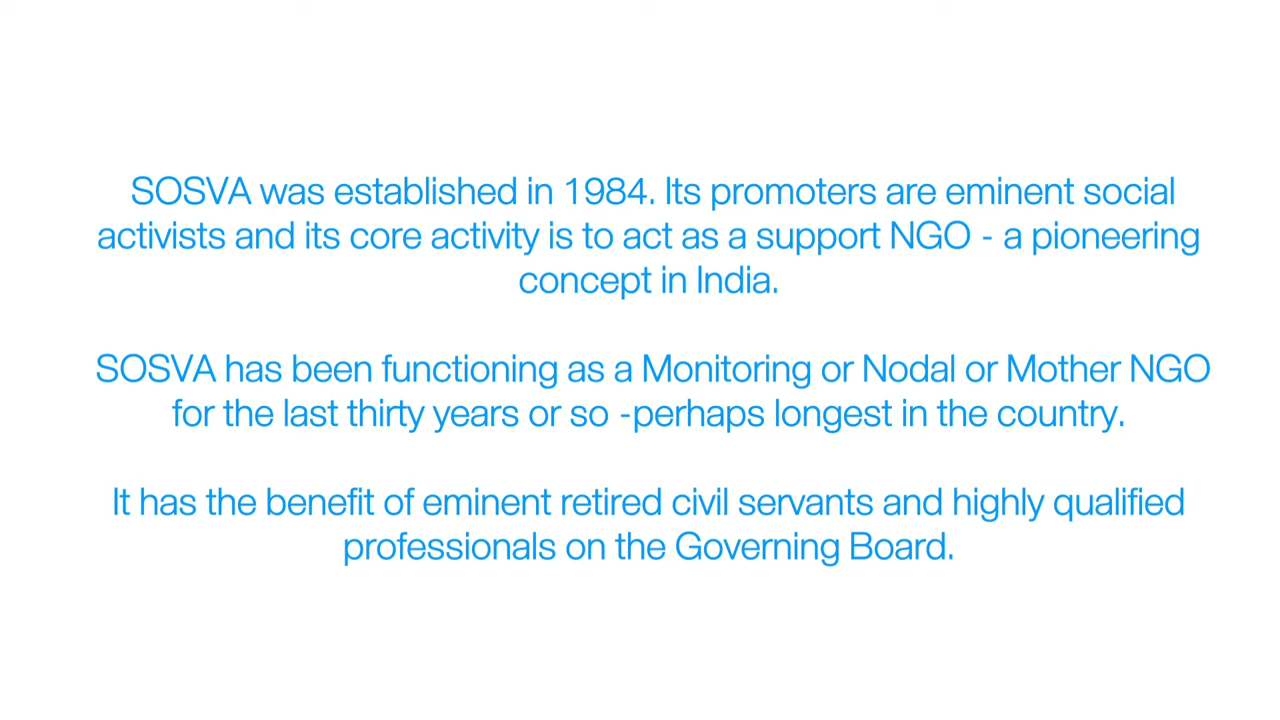 SOSVA was established in 1984. Its promoters are eminent social
activists and its core activity is to act as a support NGO - a pioneering
concept in India.
SOSVA has been functioning as a Monitoring or Nodal or Mother NGO
for the last thirty years or so -perhaps longest in the country.
It has the benefit of eminent retired civil servants and highly qualified
professionals on the Governing Board.